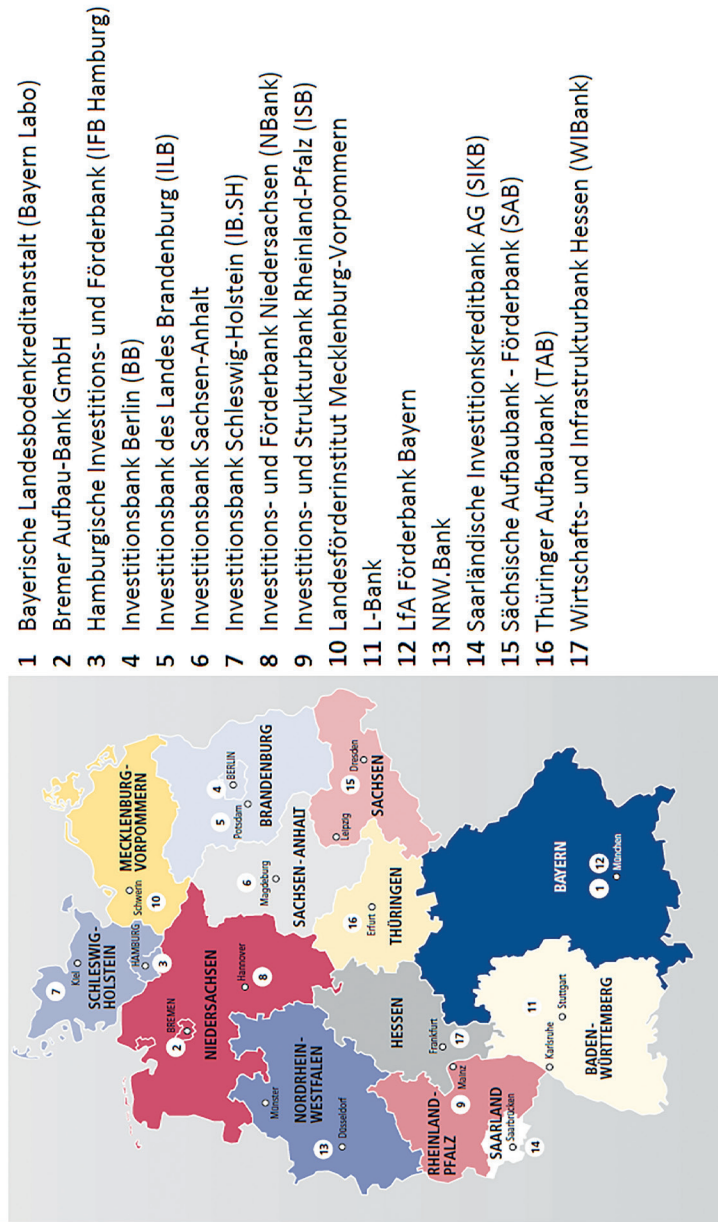 7
Kiel
SCHLESWIG-
HOLSTEIN
HAMBURG
3
MECKLENBURG-
VORPOMMERN
Schwerin
10
2
BREMEN
NIEDERSACHSEN
Hannover
8
4
BERLIN
5
Potsdam
BRANDENBURG
6
Magdeburg
SACHSEN-ANHALT
Münster
NORDRHEIN-
WESTFALEN
13
Düsseldorf
HESSEN
Frankfurt
17
16
Erfurt
THÜRINGEN
Leipzig
15
Dresden
SACHSEN
RHEINLAND-
PFALZ
9
Mainz
SAARLAND
Saarbrücken
14
Karlsruhe
11
Stuttgart
BADEN-
WÜRTTEMBERG
BAYERN
1 12
München
1 Bayerische Landesbodenkreditanstalt (Bayern Labo)
2 Bremer Aufbau-Bank GmbH
3 Hamburgische Investitions- und Förderbank (IFB Hamburg)
4 Investitionsbank Berlin (BB)
5 Investitionsbank des Landes Brandenburg (ILB)
6 Investitionsbank Sachsen-Anhalt
7 Investitionsbank Schleswig-Holstein (IB.SH)
8 Investitions- und Förderbank Niedersachsen (NBank)
9 Investitions- und Strukturbank Rheinland-Pfalz (ISB)
10 Landesförderinstitut Mecklenburg-Vorpommern
11 L-Bank
12 LfA Förderbank Bayern
13 NRW.Bank
14 Saarländische Investitionskreditbank AG (SIKB)
15 Sächsische Aufbaubank - Förderbank (SAB)
16 Thüringer Aufbaubank (TAB)
17 Wirtschafts- und Infrastrukturbank Hessen (WIBank)